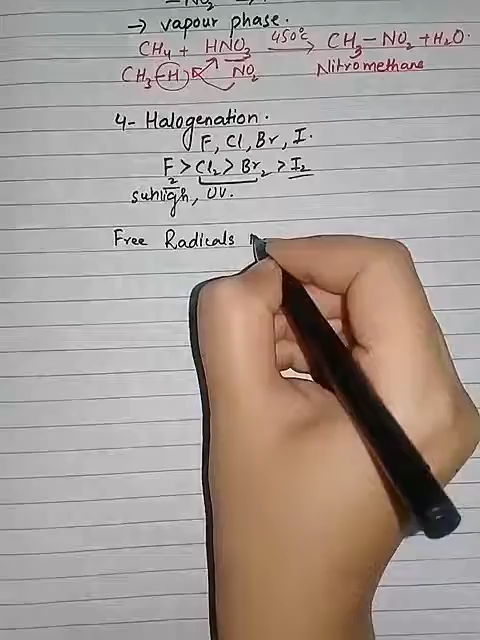 → vapour phase.
CH₄ + HNO₃ 450° → CH₃-NO₂ + H₂O.
CH₃-H NO₂ Nitromethane
4- Halogenation.
F, Cl, Br, I.
F₂ > Cl₂ > Br₂ > I₂
sunligh, UV.
Free Radicals